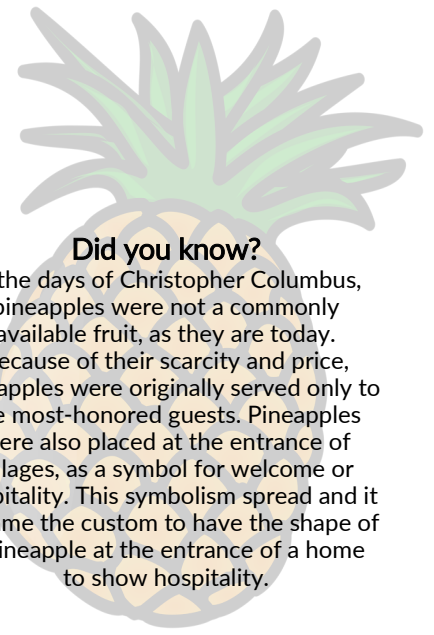 Did you know?
the days of Christopher Columbus,
pineapples were not a commonly
available fruit, as they are today.
ecause of their scarcity and price,
apples were originally served only to
e most-honored guests. Pineapples
ere also placed at the entrance of
lages, as a symbol for welcome or
pitality. This symbolism spread and it
me the custom to have the shape of
ineapple at the entrance of a home
to show hospitality.